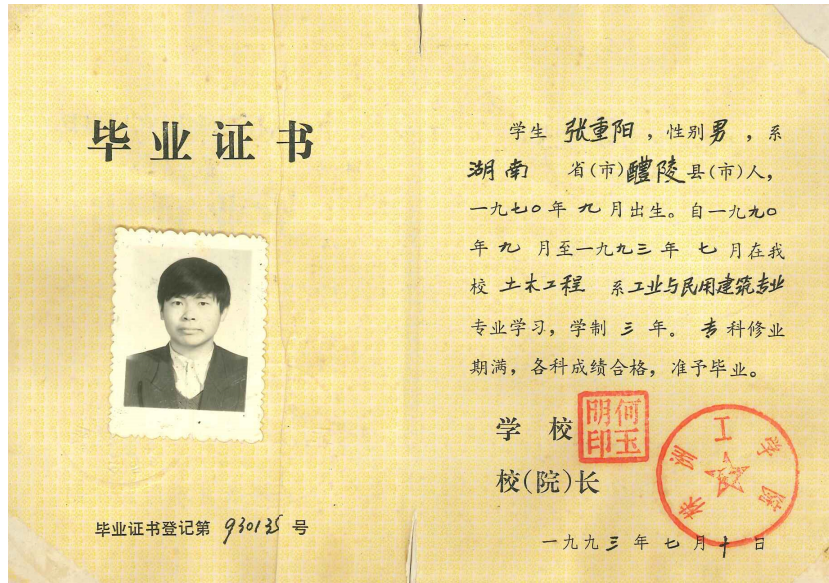 毕业证书
毕业证书登记第 930135 号
学生 张重阳 ，性别男 ，系
湖南 省(市)醴陵县(市)人，
一九七〇年 九月出生。自一九九〇
年九 月至一九九三年 七 月在我
校 土木工程 系工业与民用建筑专业
专业学习，学制 三 年。 专科修业
期满，各科成绩合格，准予毕业。
学 校
何玉明印
校(院)长
株洲工学院
一九九三年七月十日